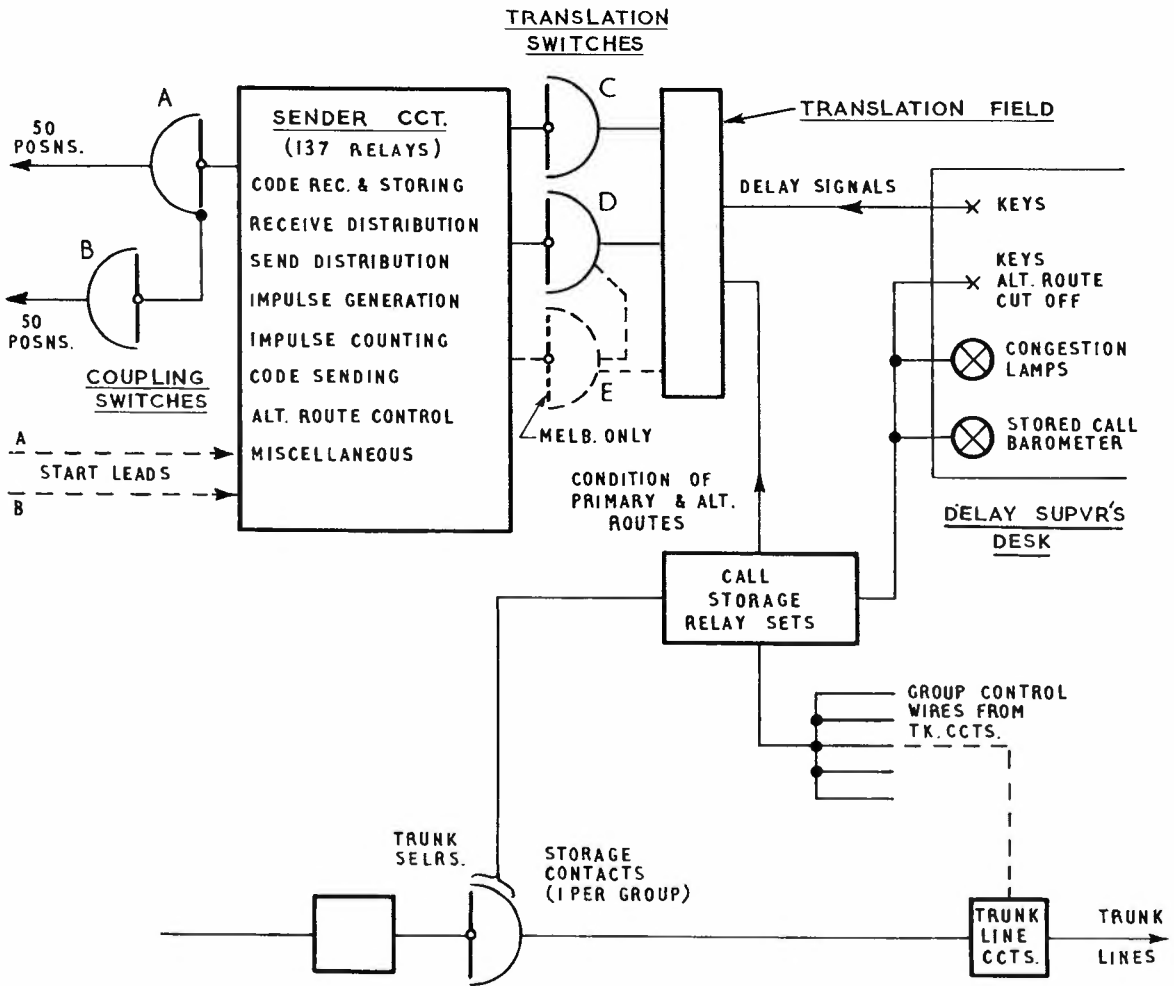 TRANSLATION
SWITCHES
A
50
POSNS.
B
50
POSNS.
COUPLING
SWITCHES
A
START LEADS
B
SENDER CCT.
(137 RELAYS)
CODE REC. & STORING
RECEIVE DISTRIBUTION
SEND DISTRIBUTION
IMPULSE GENERATION
IMPULSE COUNTING
CODE SENDING
ALT. ROUTE CONTROL
MISCELLANEOUS
C
D
E
MELB. ONLY
TRANSLATION FIELD
DELAY SIGNALS
KEYS
KEYS
ALT. ROUTE
CUT OFF
CONGESTION
LAMPS
STORED CALL
BAROMETER
DELAY SUPVR'S
DESK
CONDITION OF
PRIMARY & ALT.
ROUTES
CALL
STORAGE
RELAY SETS
GROUP CONTROL
WIRES FROM
TK. CCTS.
TRUNK
SELRS.
STORAGE
CONTACTS
(1 PER GROUP)
TRUNK
LINE
CCTS.
TRUNK
LINES